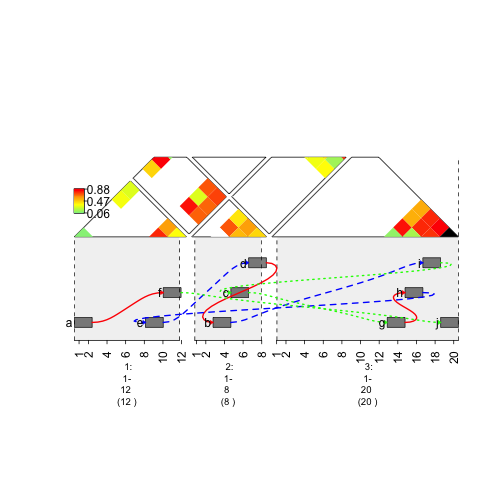 0.88
0.47
0.06
d
i
f
c
h
a
e
b
g
j
1 2 4 6 8 10 12 1 2 4 6 8 1 2 4 6 8 10 12 14 16 18 20
1: 2: 3:
1- 1- 1-
12 8 20
(12 ) (8 ) (20 )